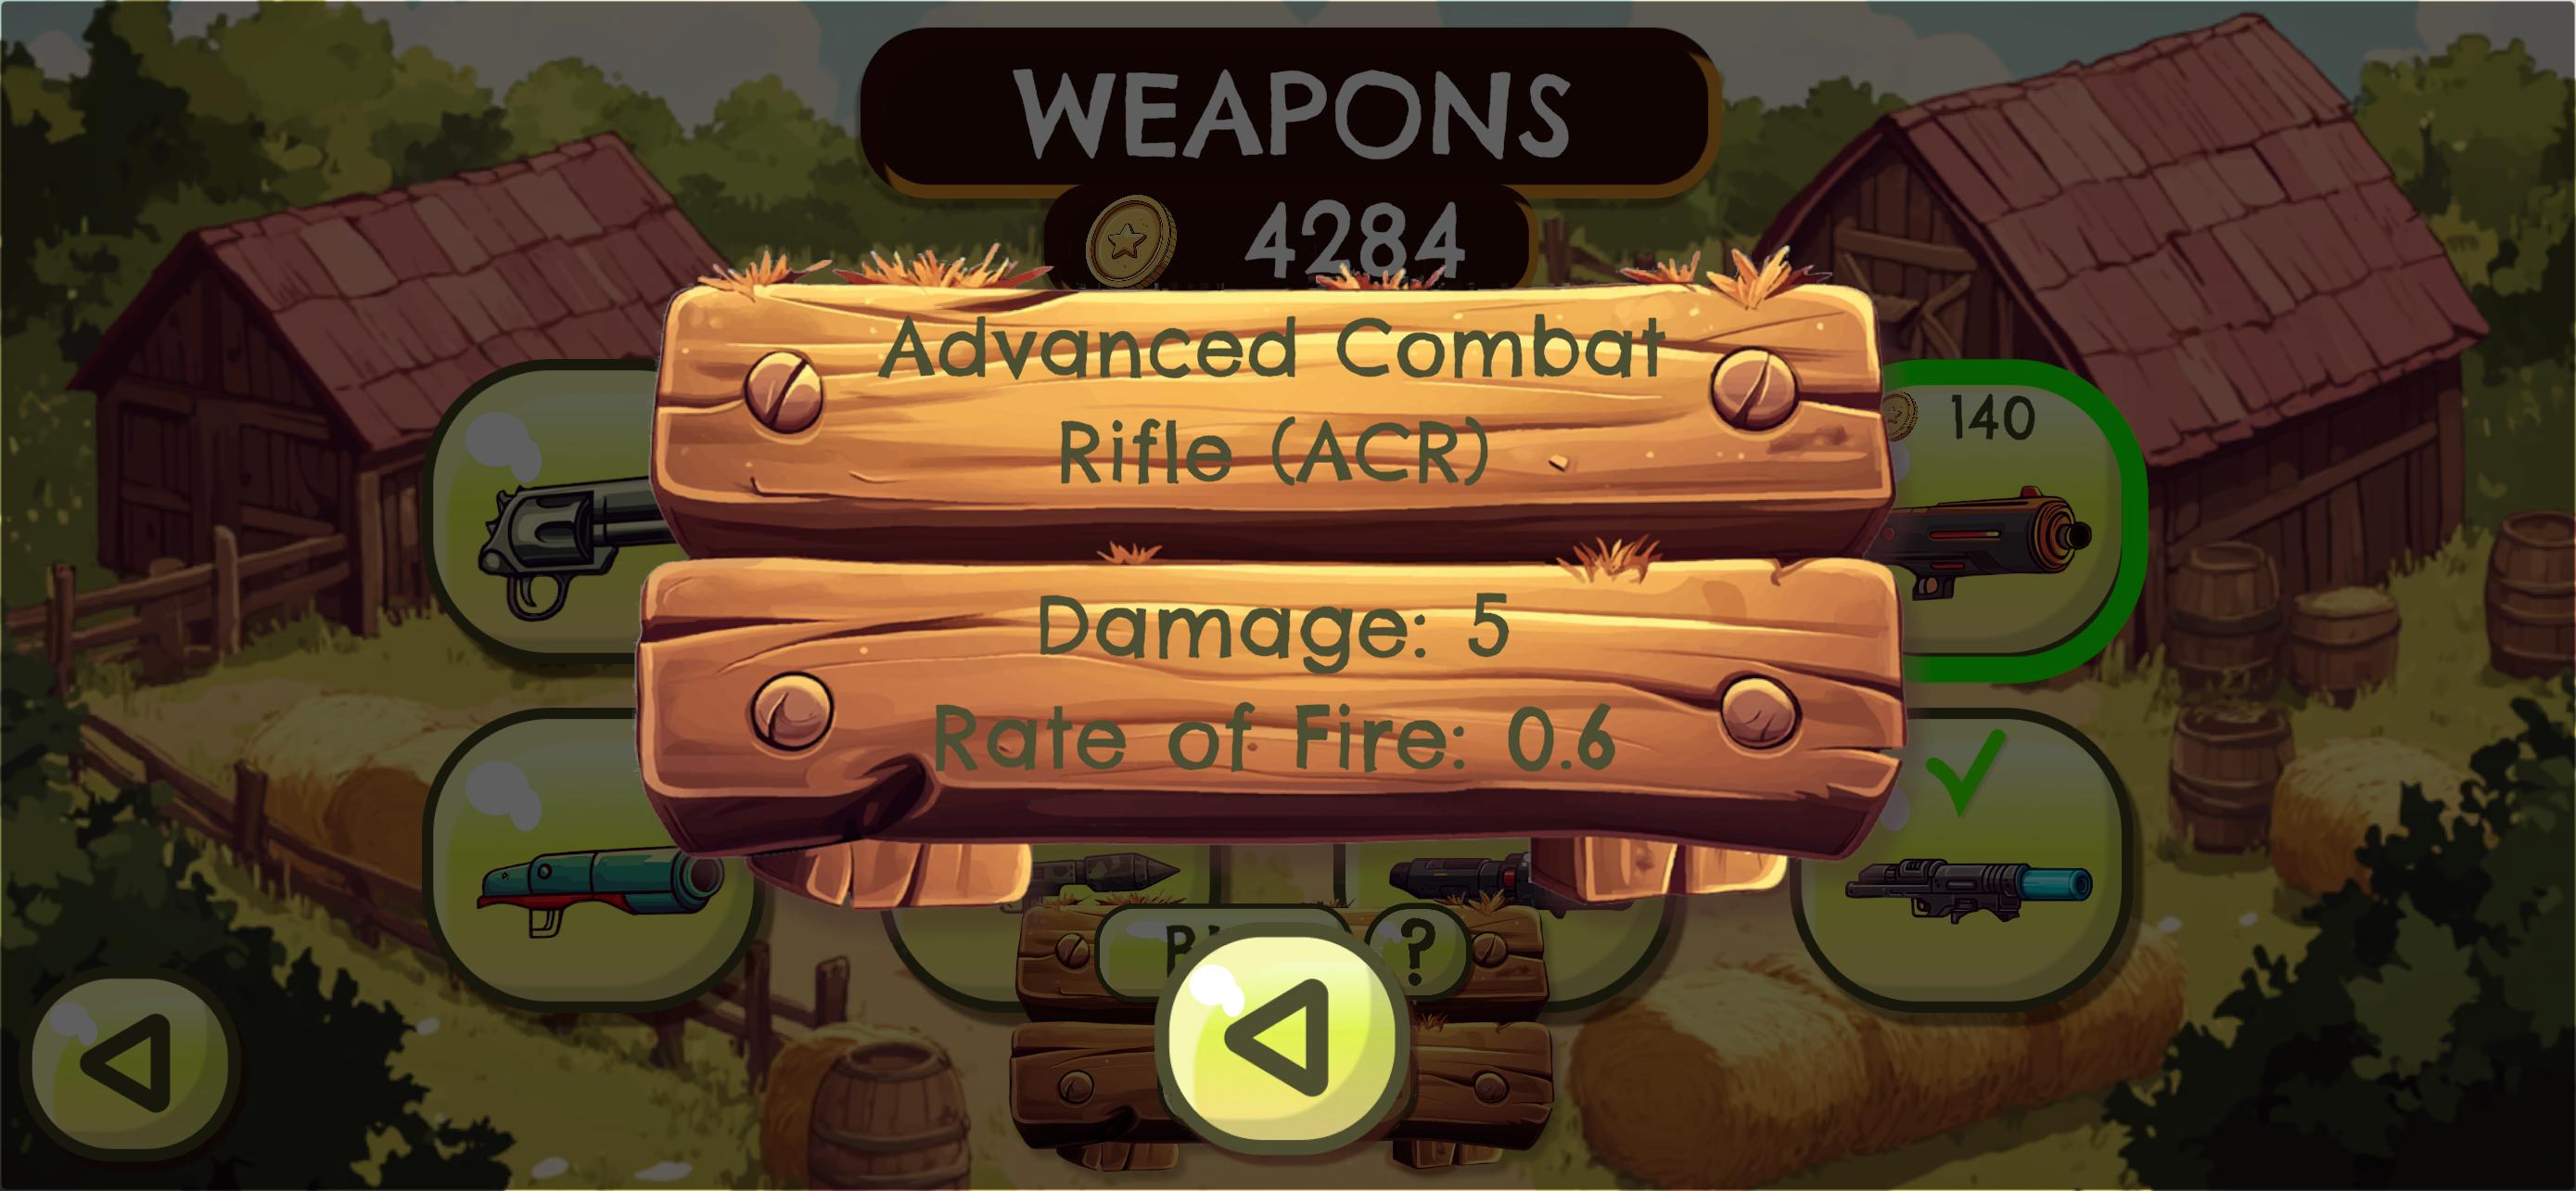 WEAPONS
4284
Advanced Combat
Rifle (ACR)
140
Damage: 5
Rate of Fire: 0.6
?